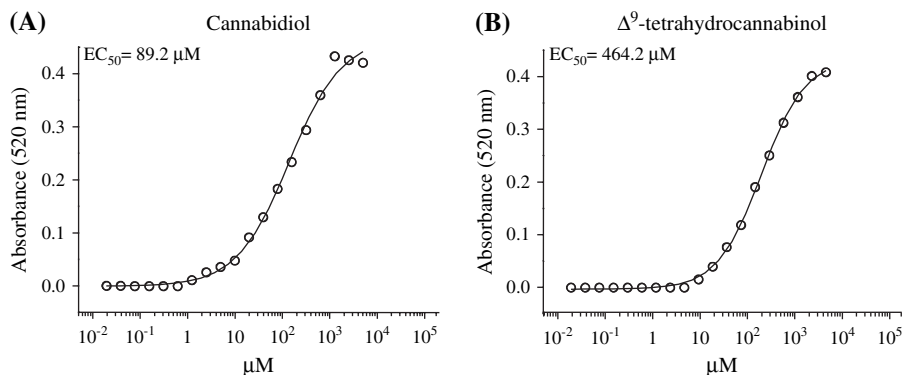 (A)
Cannabidiol
EC₅₀= 89.2 µM
Absorbance (520 nm)
0.4
0.3
0.2
0.1
0.0
10⁻² 10⁻¹ 1 10 10² 10³ 10⁴ 10⁵
µM
(B)
Δ⁹-tetrahydrocannabinol
EC₅₀= 464.2 µM
Absorbance (520 nm)
0.4
0.3
0.2
0.1
0.0
10⁻² 10⁻¹ 1 10 10² 10³ 10⁴ 10⁵
µM